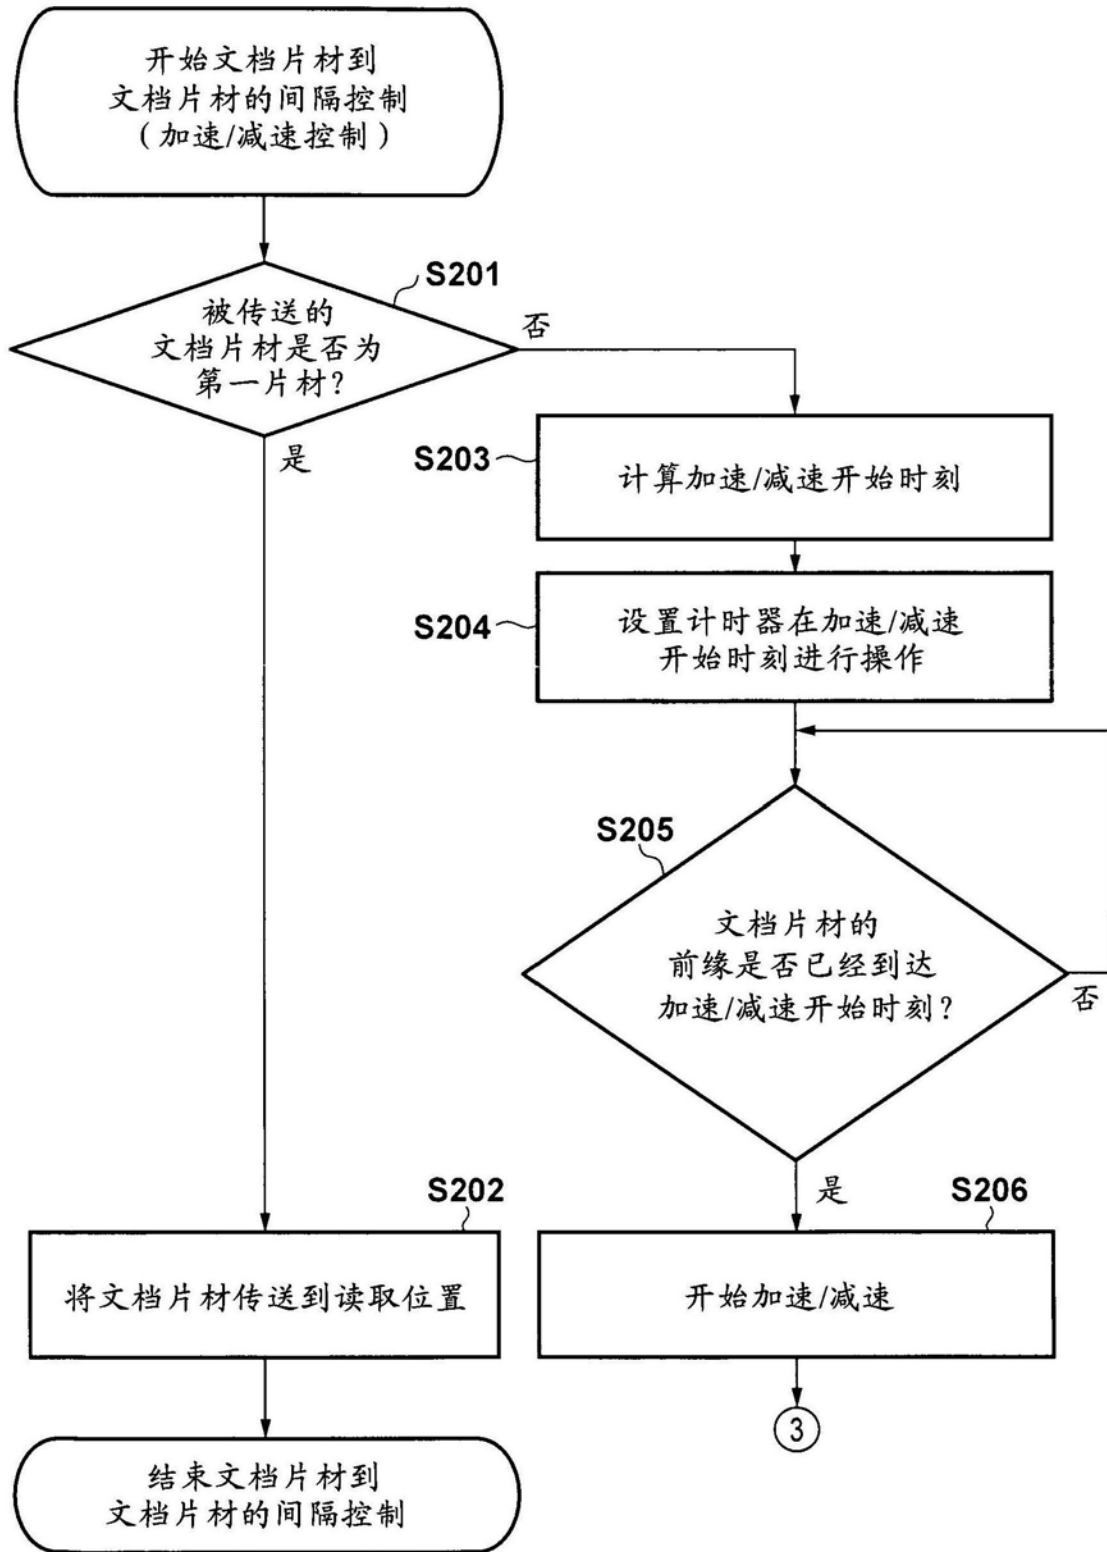 开始文档片材到
文档片材的间隔控制
(加速/减速控制)
S201
被传送的
文档片材是否为
第一片材?
否
是
S203
计算加速/减速开始时刻
S204
设置计时器在加速/减速
开始时刻进行操作
S205
文档片材的
前缘是否已经到达
加速/减速开始时刻?
否
是
S202
将文档片材传送到读取位置
S206
开始加速/减速
3
结束文档片材到
文档片材的间隔控制